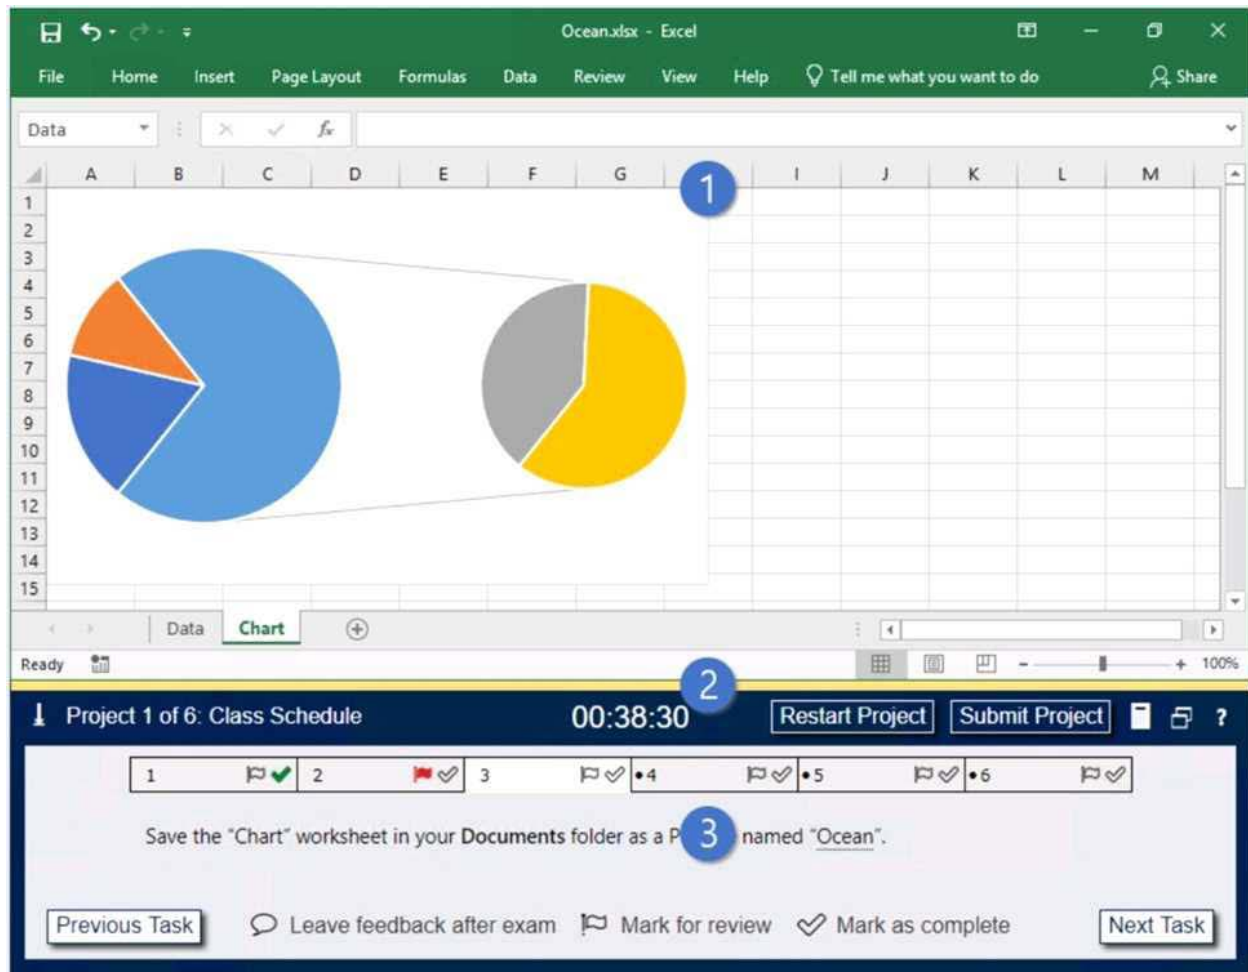 Ocean.xlsx - Excel
File Home Insert Page Layout Formulas Data Review View Help Tell me what you want to do Share
Data fx
A B C D E F G I J K L M
1
1
2
3
4
5
6
7
8
9
10
11
12
13
14
15
Data Chart
Ready 100%
2
Project 1 of 6: Class Schedule 00:38:30 Restart Project Submit Project ?
1 2 3 •4 •5 •6
Save the "Chart" worksheet in your Documents folder as a P 3 named "Ocean".
Previous Task Leave feedback after exam Mark for review Mark as complete Next Task